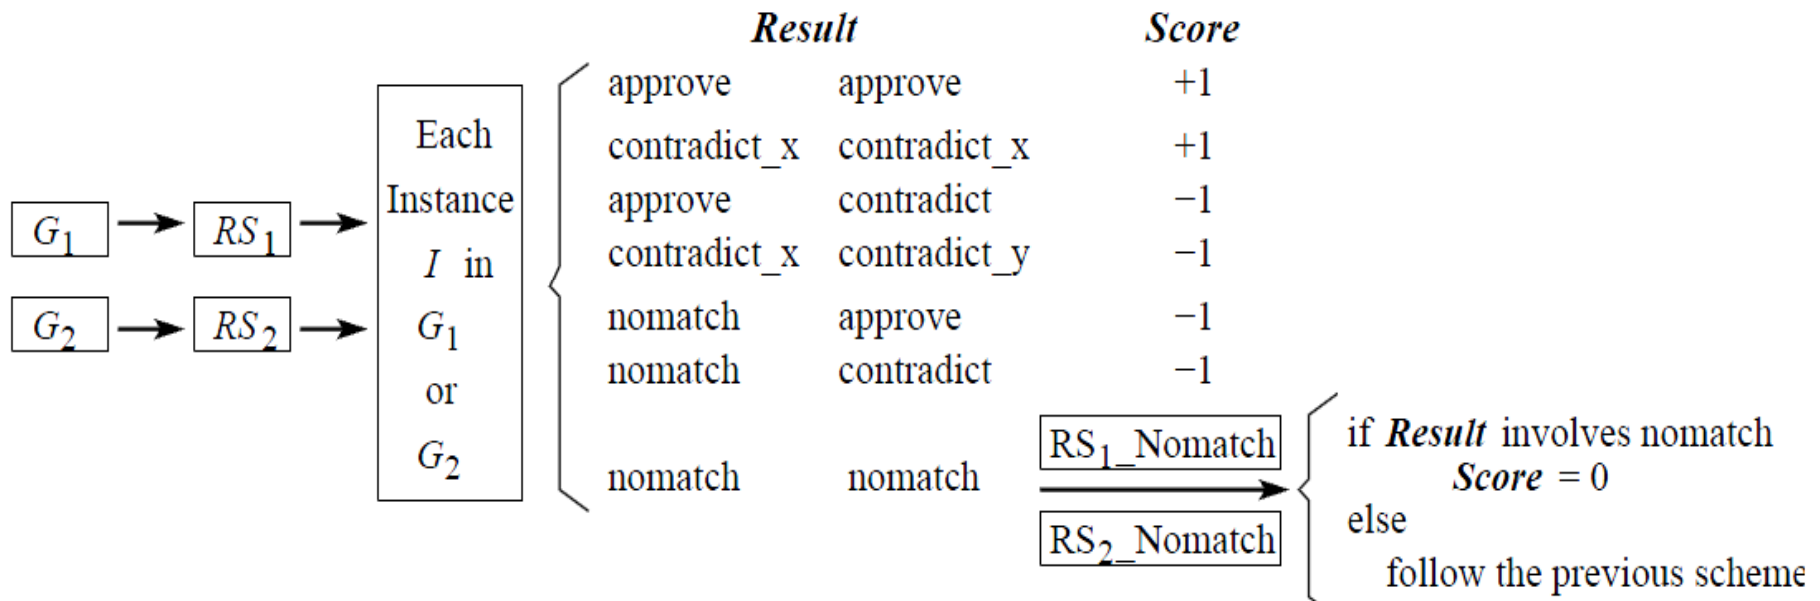 Result Score
approve approve +1
contradict_x contradict_x +1
approve contradict −1
contradict_x contradict_y −1
nomatch approve −1
nomatch contradict −1
nomatch nomatch
G1 RS1
G2 RS2
Each
Instance
I in
G1
or
G2
RS1_Nomatch
RS2_Nomatch
if Result involves nomatch
Score = 0
else
follow the previous scheme